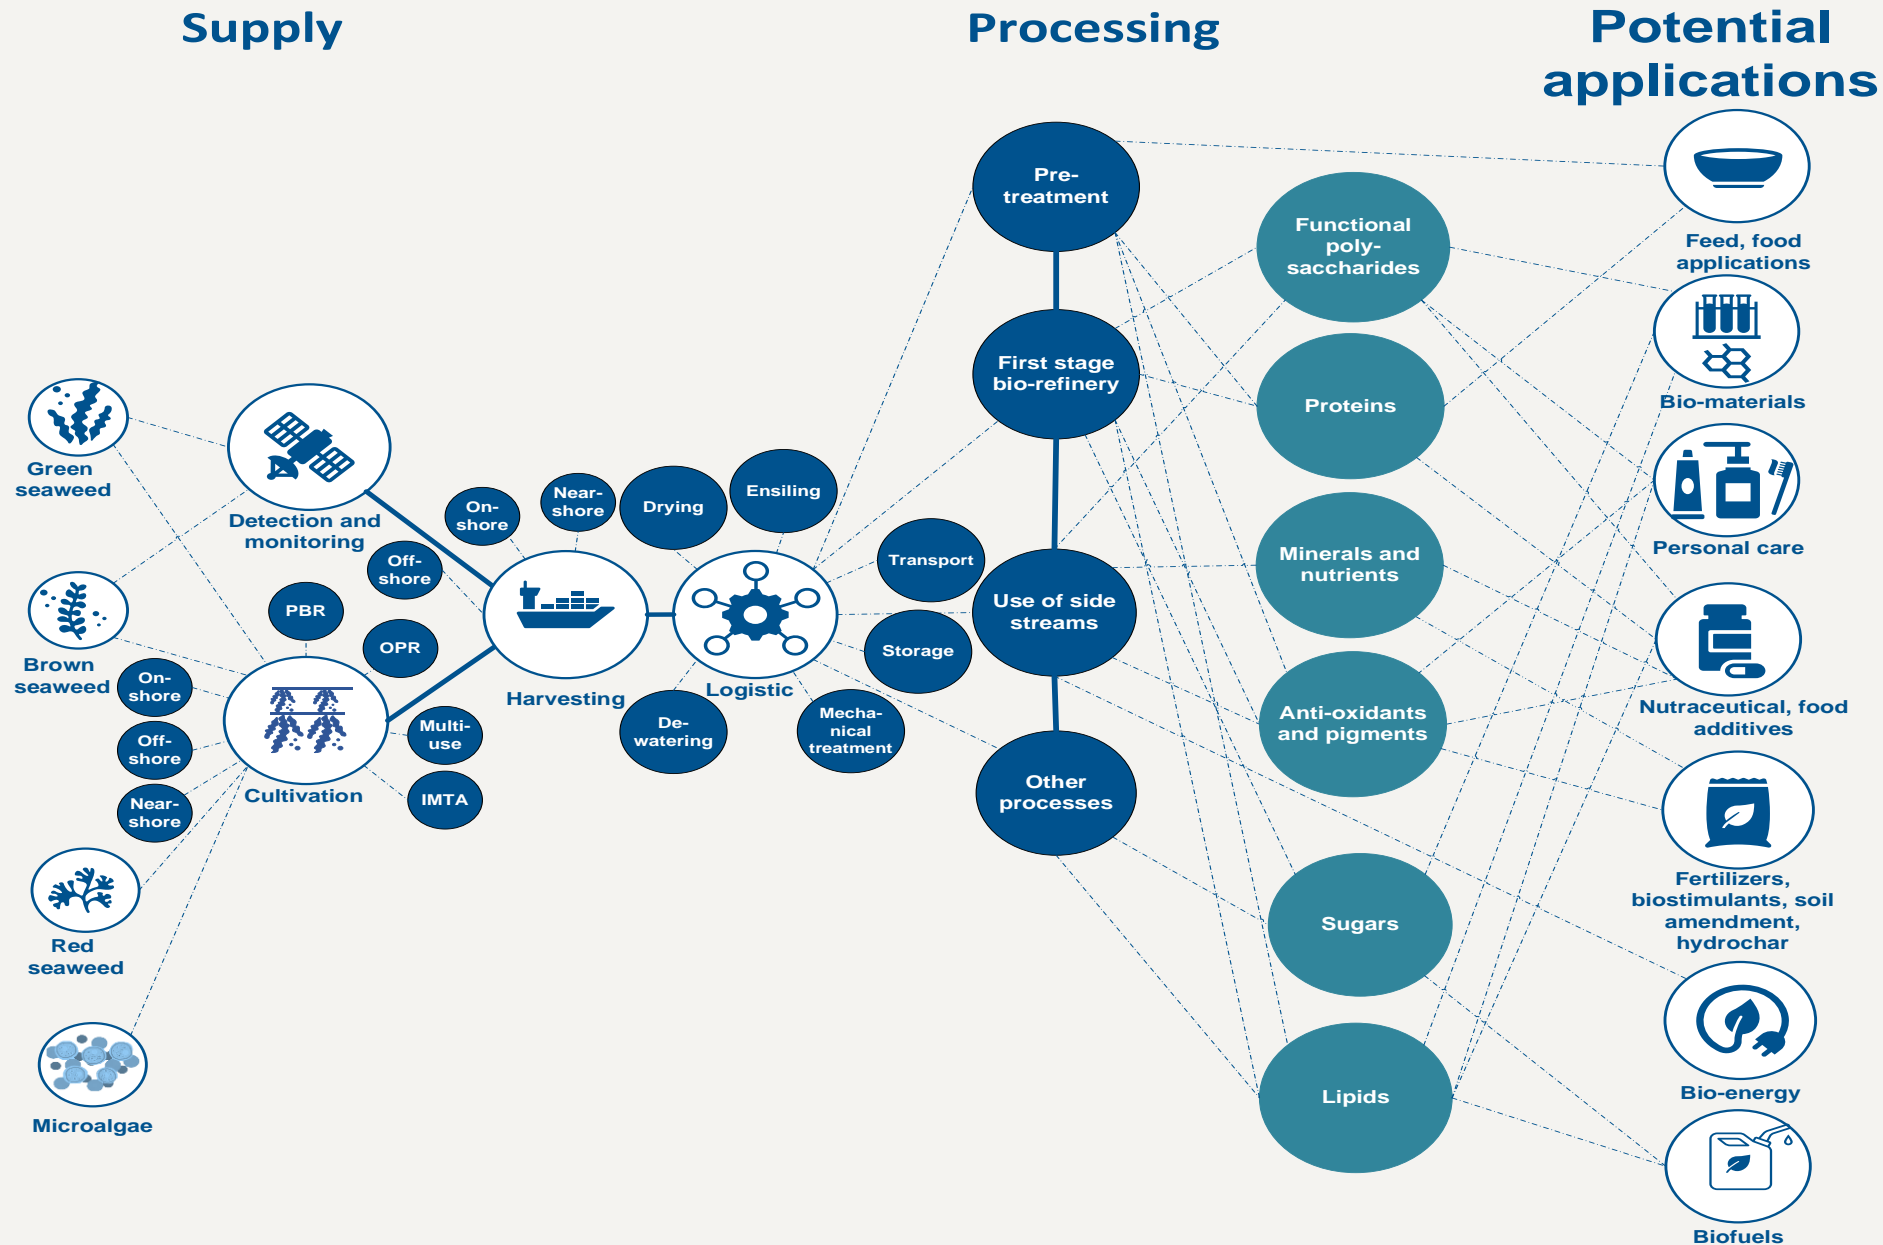 Supply
Processing
Potential
applications
Green
seaweed
Brown
seaweed
Red
seaweed
Microalgae
Detection and
monitoring
PBR
OPR
On-
shore
Off-
shore
Near-
shore
Multi-
use
IMTA
Cultivation
Off-
shore
On-
shore
Near-
shore
Harvesting
Drying
Ensiling
Transport
Storage
Logistic
De-
watering
Mecha-
nical
treatment
Pre-
treatment
First stage
bio-refinery
Use of side
streams
Other
processes
Functional
poly-
saccharides
Proteins
Minerals and
nutrients
Anti-oxidants
and pigments
Sugars
Lipids
Feed, food
applications
Bio-materials
Personal care
Nutraceutical, food
additives
Fertilizers,
biostimulants, soil
amendment,
hydrochar
Bio-energy
Biofuels